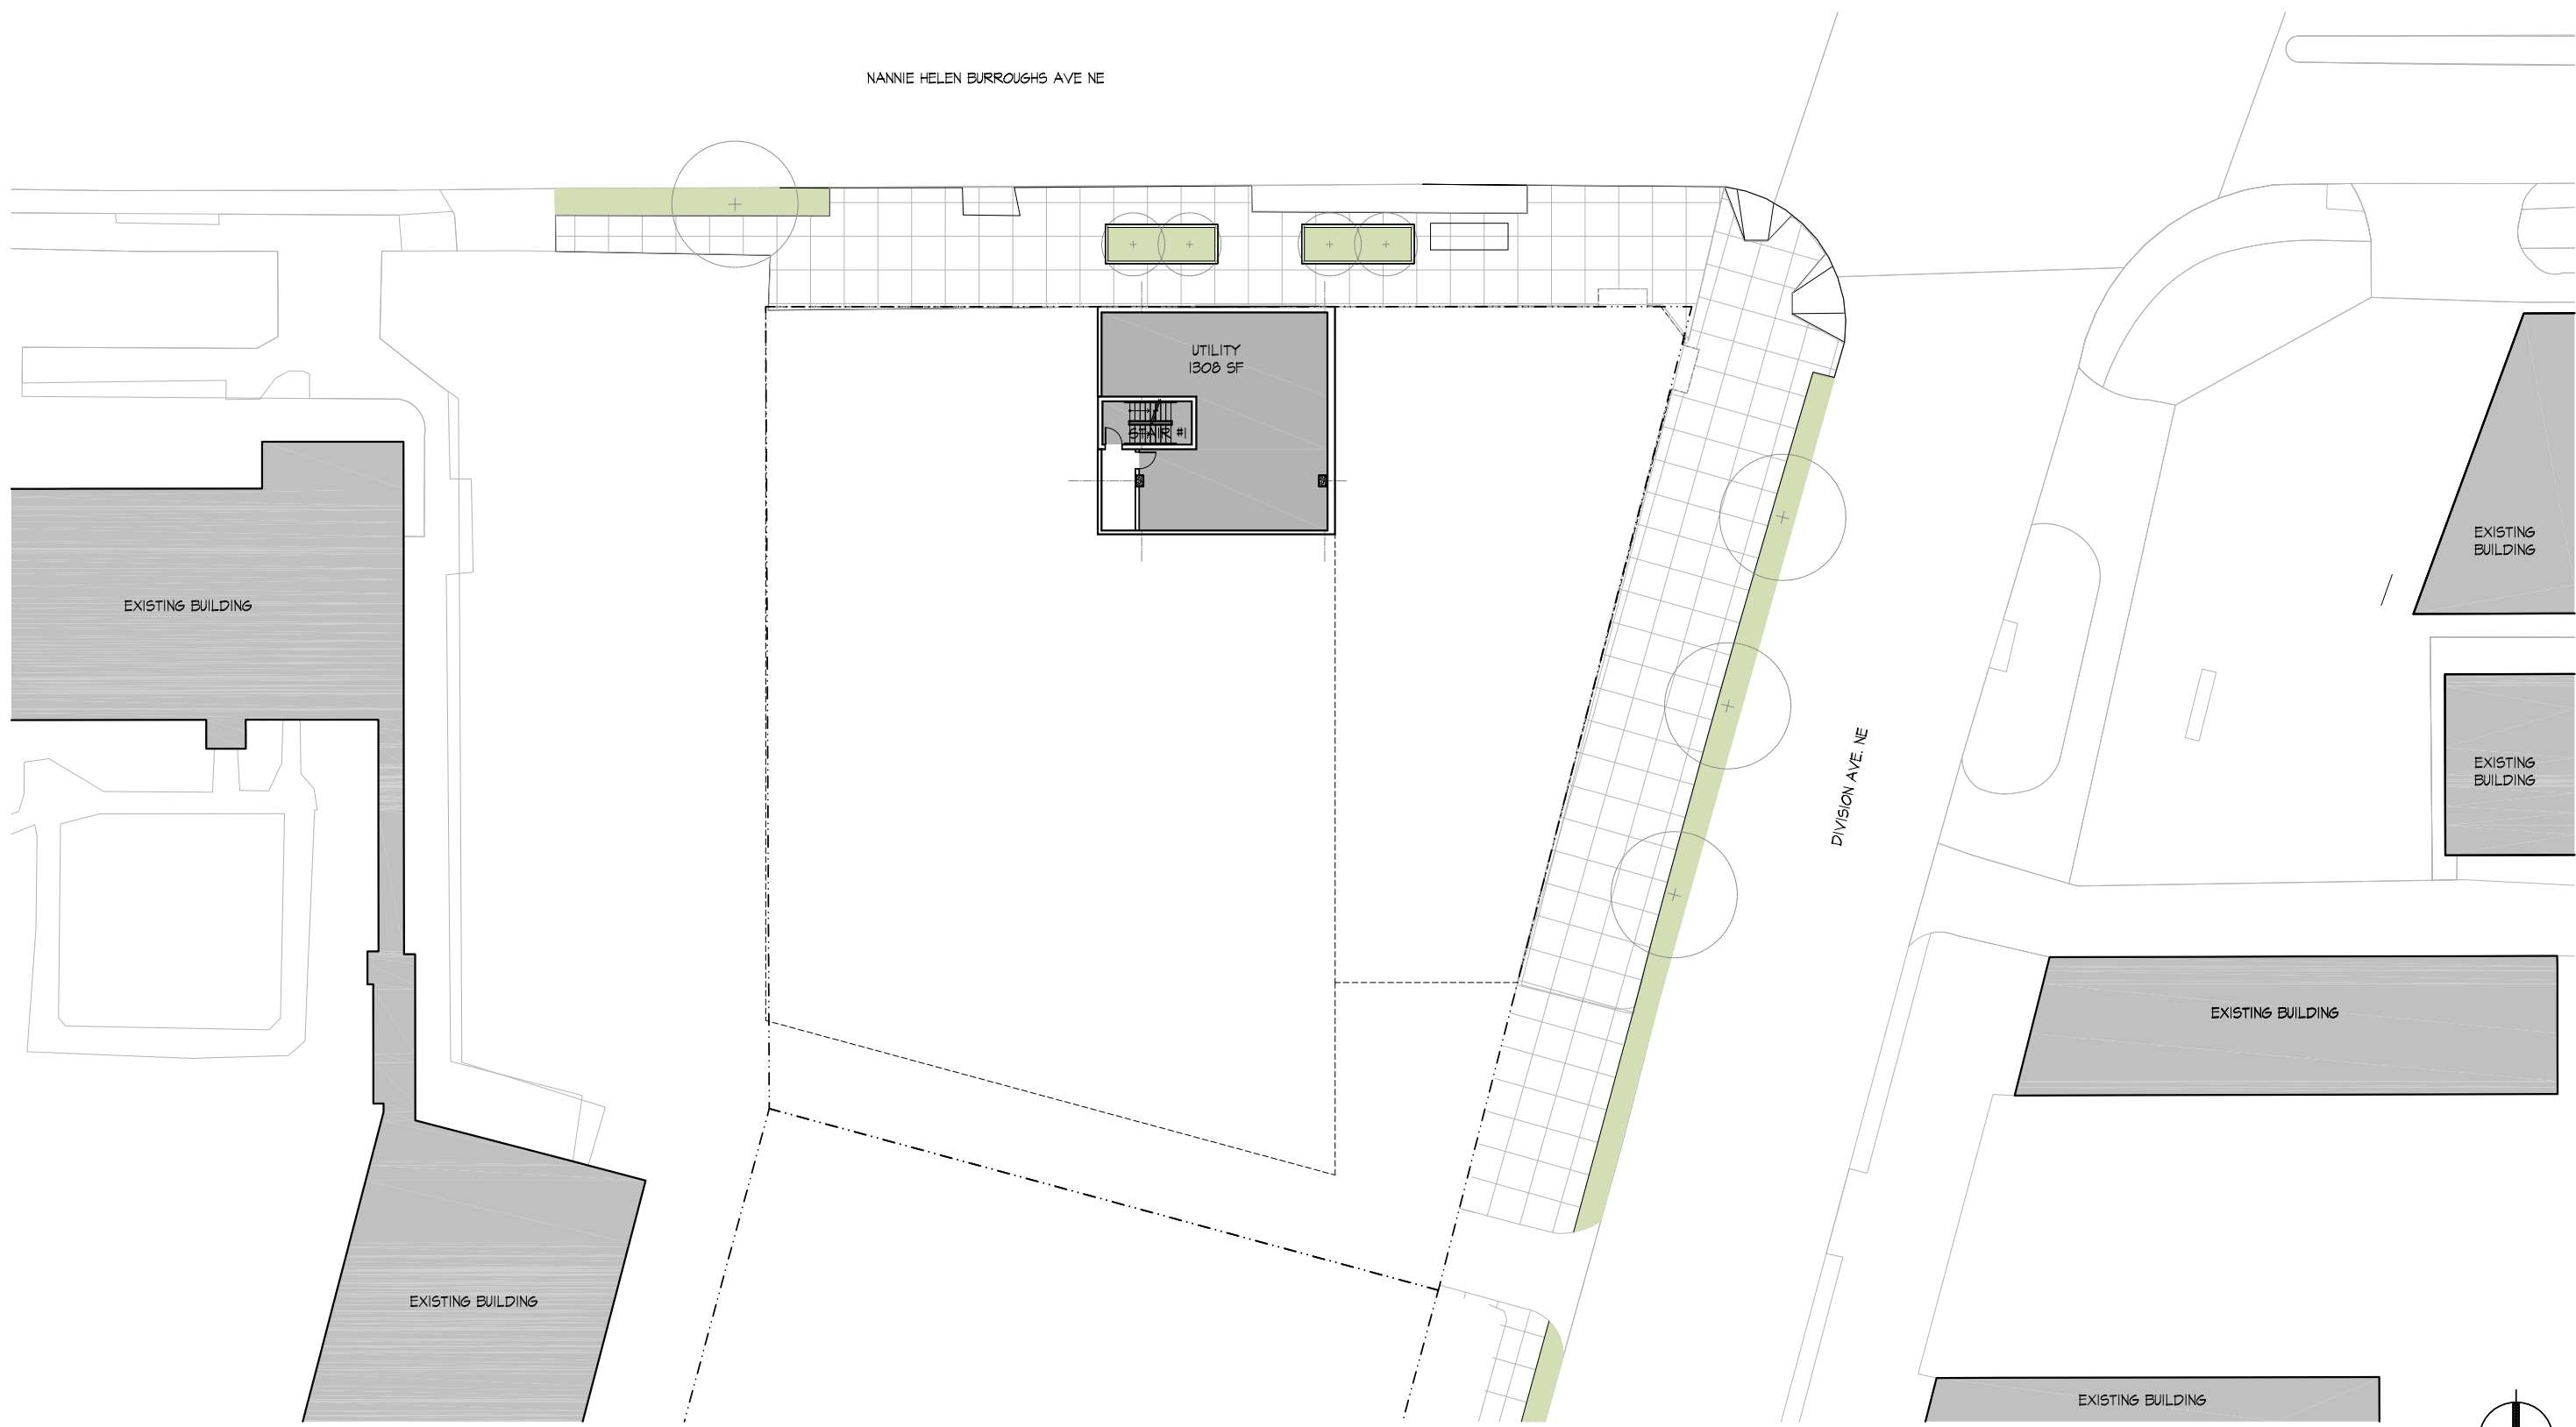 NANNIE HELEN BURROUGHS AVE NE
UTILITY
1308 SF
STAIR #1
EXISTING
BUILDING
EXISTING BUILDING
EXISTING
BUILDING
DIVISION AVE. NE
EXISTING BUILDING
EXISTING BUILDING
EXISTING BUILDING